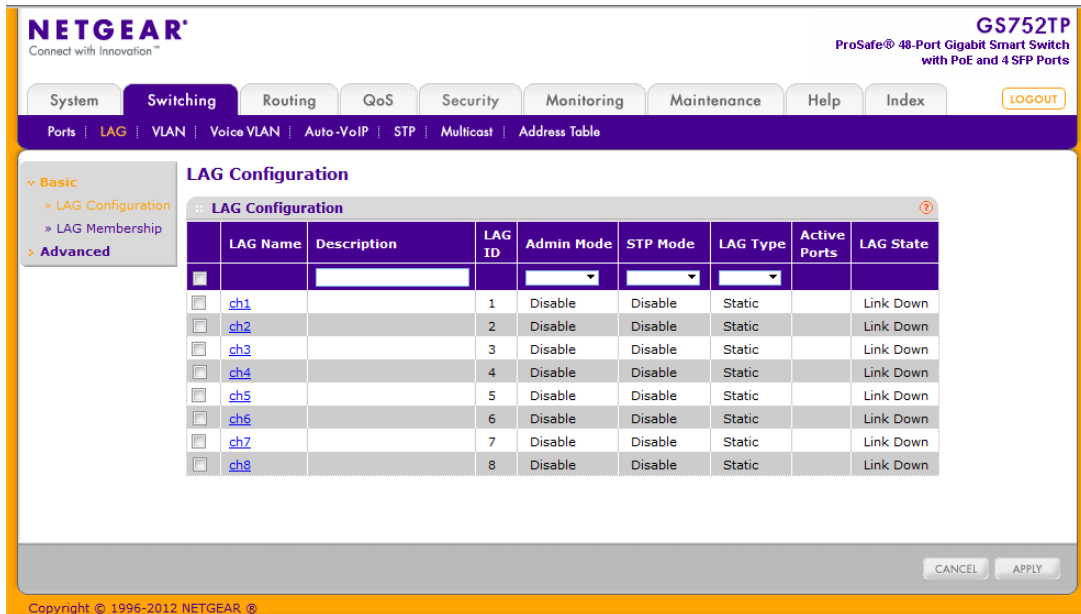 NETGEAR®
Connect with Innovation™
GS752TP
ProSafe® 48-Port Gigabit Smart Switch
with PoE and 4 SFP Ports
System Switching Routing QoS Security Monitoring Maintenance Help Index LOGOUT
Ports LAG VLAN Voice VLAN Auto-VoIP STP Multicast Address Table
Basic
» LAG Configuration
» LAG Membership
Advanced
LAG Configuration
LAG Configuration ?
LAG Name Description LAG ID Admin Mode STP Mode LAG Type Active Ports LAG State
ch1 1 Disable Disable Static Link Down
ch2 2 Disable Disable Static Link Down
ch3 3 Disable Disable Static Link Down
ch4 4 Disable Disable Static Link Down
ch5 5 Disable Disable Static Link Down
ch6 6 Disable Disable Static Link Down
ch7 7 Disable Disable Static Link Down
ch8 8 Disable Disable Static Link Down
CANCEL APPLY
Copyright © 1996-2012 NETGEAR ®